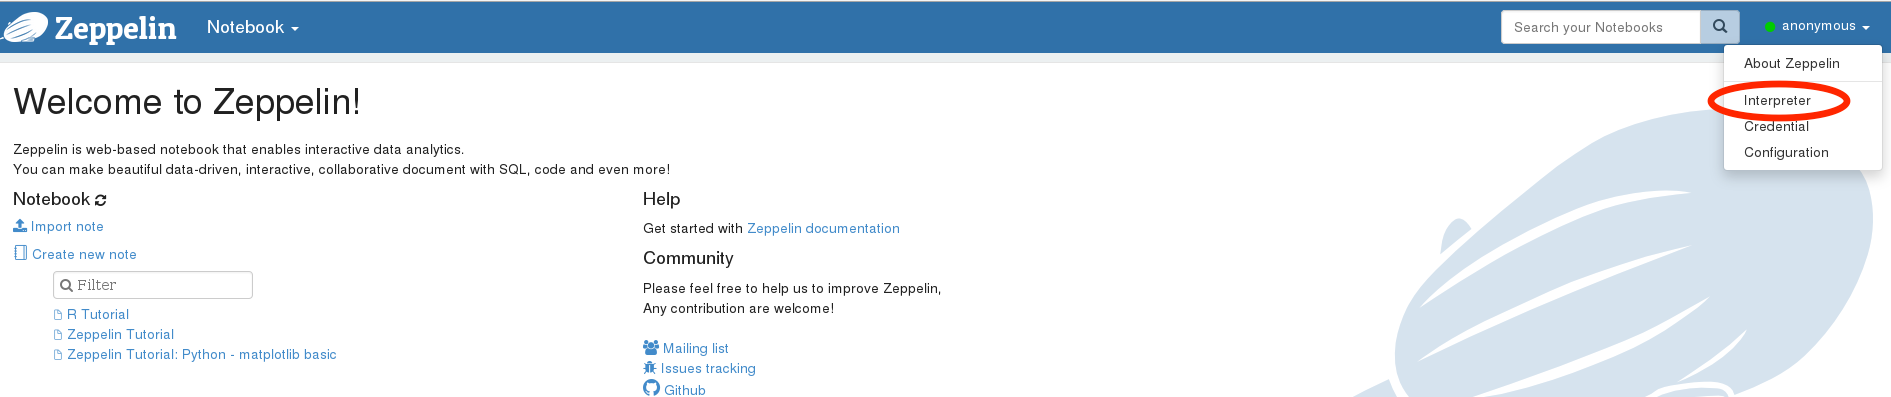 Zeppelin Notebook Search your Notebooks anonymous
About Zeppelin
Interpreter
Credential
Configuration
Welcome to Zeppelin!
Zeppelin is web-based notebook that enables interactive data analytics.
You can make beautiful data-driven, interactive, collaborative document with SQL, code and even more!
Notebook
Import note
Create new note
Filter
R Tutorial
Zeppelin Tutorial
Zeppelin Tutorial: Python - matplotlib basic
Help
Get started with Zeppelin documentation
Community
Please feel free to help us to improve Zeppelin,
Any contribution are welcome!
Mailing list
Issues tracking
Github